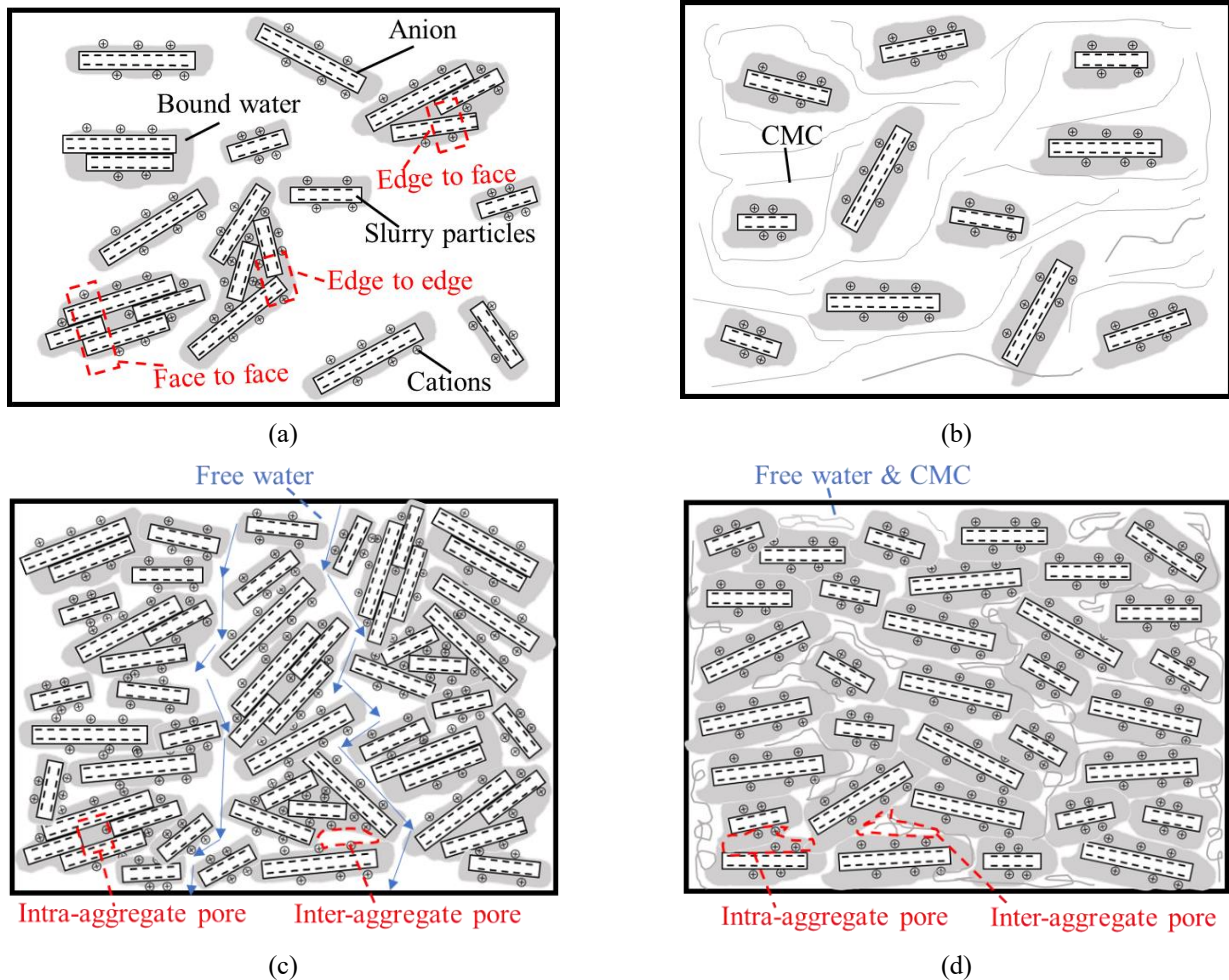 Anion
Bound water
CMC
Edge to face
Slurry particles
Edge to edge
Face to face
Cations
(a)
(b)
Free water
Free water & CMC
Intra-aggregate pore
Inter-aggregate pore
Intra-aggregate pore
Inter-aggregate pore
(c)
(d)